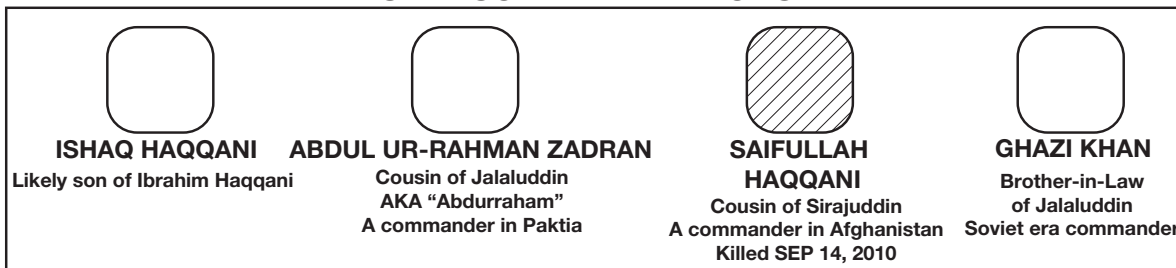 ISHAQ HAQQANI
Likely son of Ibrahim Haqqani
ABDUL UR-RAHMAN ZADRAN
Cousin of Jalaluddin
AKA “Abdurraham”
A commander in Paktia
SAIFULLAH
HAQQANI
Cousin of Sirajuddin
A commander in Afghanistan
Killed SEP 14, 2010
GHAZI KHAN
Brother-in-Law
of Jalaluddin
Soviet era commander